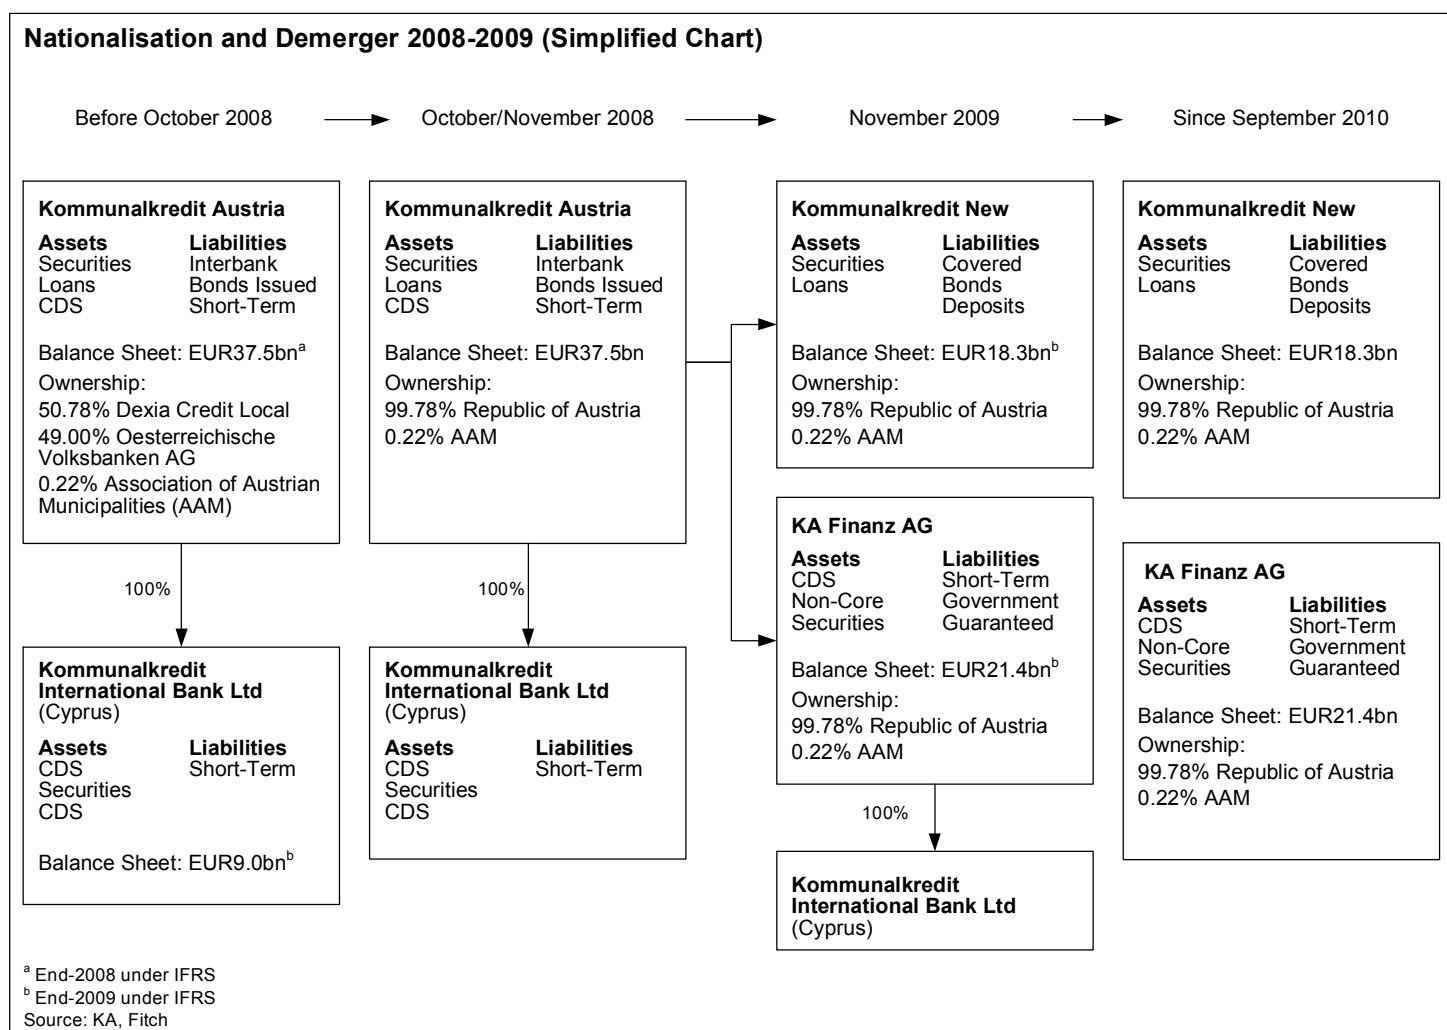 Nationalisation and Demerger 2008-2009 (Simplified Chart)
Before October 2008
October/November 2008
November 2009
Since September 2010
Kommunalkredit Austria
Assets Liabilities
Securities Interbank
Loans Bonds Issued
CDS Short-Term
Balance Sheet: EUR37.5bn^a
Ownership:
50.78% Dexia Credit Local
49.00% Oesterreichische
Volksbanken AG
0.22% Association of Austrian
Municipalities (AAM)
100%
Kommunalkredit
International Bank Ltd
(Cyprus)
Assets Liabilities
CDS Short-Term
Securities
CDS
Balance Sheet: EUR9.0bn^b
Kommunalkredit Austria
Assets Liabilities
Securities Interbank
Loans Bonds Issued
CDS Short-Term
Balance Sheet: EUR37.5bn
Ownership:
99.78% Republic of Austria
0.22% AAM
100%
Kommunalkredit
International Bank Ltd
(Cyprus)
Assets Liabilities
CDS Short-Term
Securities
CDS
Kommunalkredit New
Assets Liabilities
Securities Covered
Loans Bonds
Deposits
Balance Sheet: EUR18.3bn^b
Ownership:
99.78% Republic of Austria
0.22% AAM
KA Finanz AG
Assets Liabilities
CDS Short-Term
Non-Core Government
Securities Guaranteed
Balance Sheet: EUR21.4bn^b
Ownership:
99.78% Republic of Austria
0.22% AAM
100%
Kommunalkredit
International Bank Ltd
(Cyprus)
Kommunalkredit New
Assets Liabilities
Securities Covered
Loans Bonds
Deposits
Balance Sheet: EUR18.3bn
Ownership:
99.78% Republic of Austria
0.22% AAM
KA Finanz AG
Assets Liabilities
CDS Short-Term
Non-Core Government
Securities Guaranteed
Balance Sheet: EUR21.4bn
Ownership:
99.78% Republic of Austria
0.22% AAM
^a End-2008 under IFRS
^b End-2009 under IFRS
Source: KA, Fitch